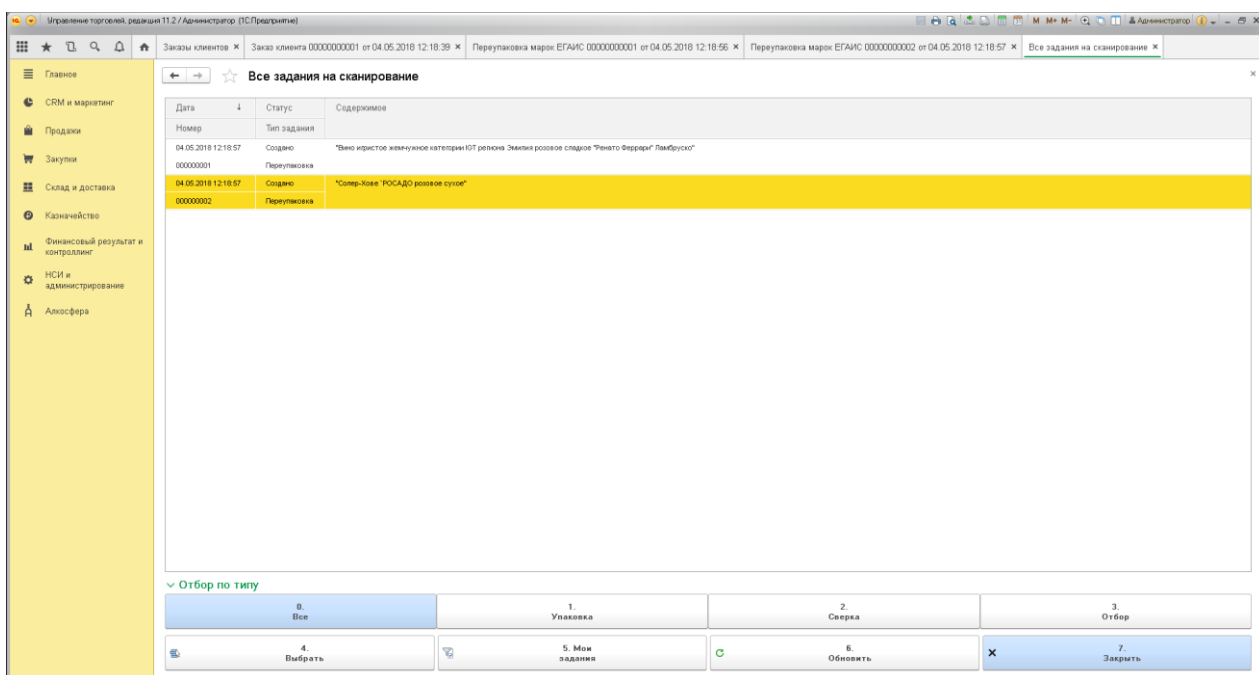 Управление торговлей, редакция 11.2 / Администратор (1С:Предприятие)
M M+ M-
Администратор
Заказы клиентов ×
Заказ клиента 00000000001 от 04.05.2018 12:18:39 ×
Переупаковка марок ЕГАИС 00000000001 от 04.05.2018 12:18:56 ×
Переупаковка марок ЕГАИС 00000000002 от 04.05.2018 12:18:57 ×
Все задания на сканирование ×
Главное
CRM и маркетинг
Продажи
Закупки
Склад и доставка
Казначейство
Финансовый результат и
контроллинг
НСИ и
администрирование
Алкосфера
Все задания на сканирование
Дата ↓ Статус Содержимое
Номер Тип задания
04.05.2018 12:18:57 Создано "Вино игристое жемчужное категории IGT региона Эмилия розовое сладкое "Ренато Феррари" Ламбруско"
000000001 Переупаковка
04.05.2018 12:18:57 Создано "Солер-Хове `РОСАДО розовое сухое"
000000002 Переупаковка
Отбор по типу
0.
Все
1.
Упаковка
2.
Сверка
3.
Отбор
4.
Выбрать
5. Мои
задания
6.
Обновить
7.
Закрыть